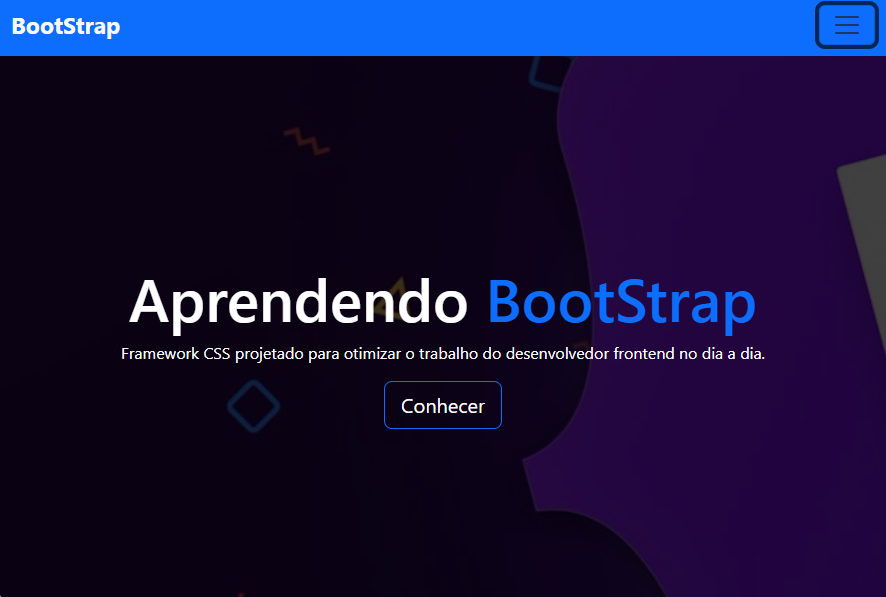 BootStrap
Aprendendo BootStrap
Framework CSS projetado para otimizar o trabalho do desenvolvedor frontend no dia a dia.
Conhecer